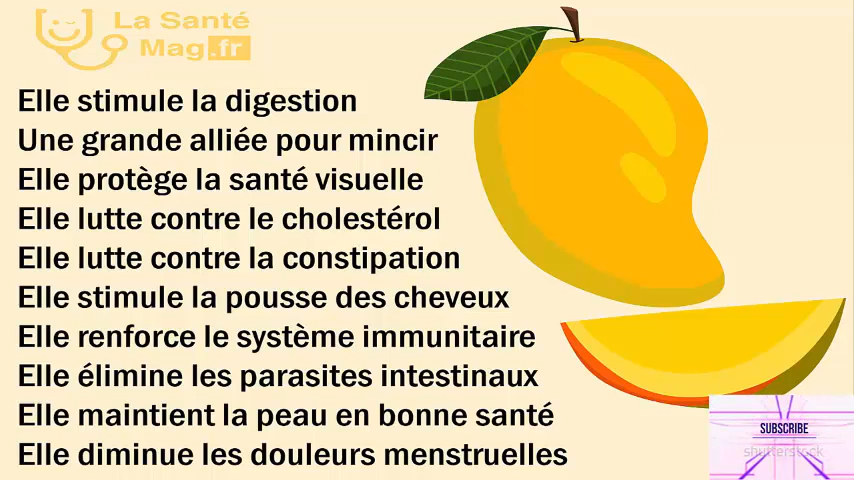 La Santé
Mag.fr
Elle stimule la digestion
Une grande alliée pour mincir
Elle protège la santé visuelle
Elle lutte contre le cholestérol
Elle lutte contre la constipation
Elle stimule la pousse des cheveux
Elle renforce le système immunitaire
Elle élimine les parasites intestinaux
Elle maintient la peau en bonne santé
Elle diminue les douleurs menstruelles
SUBSCRIBE
shutterstock